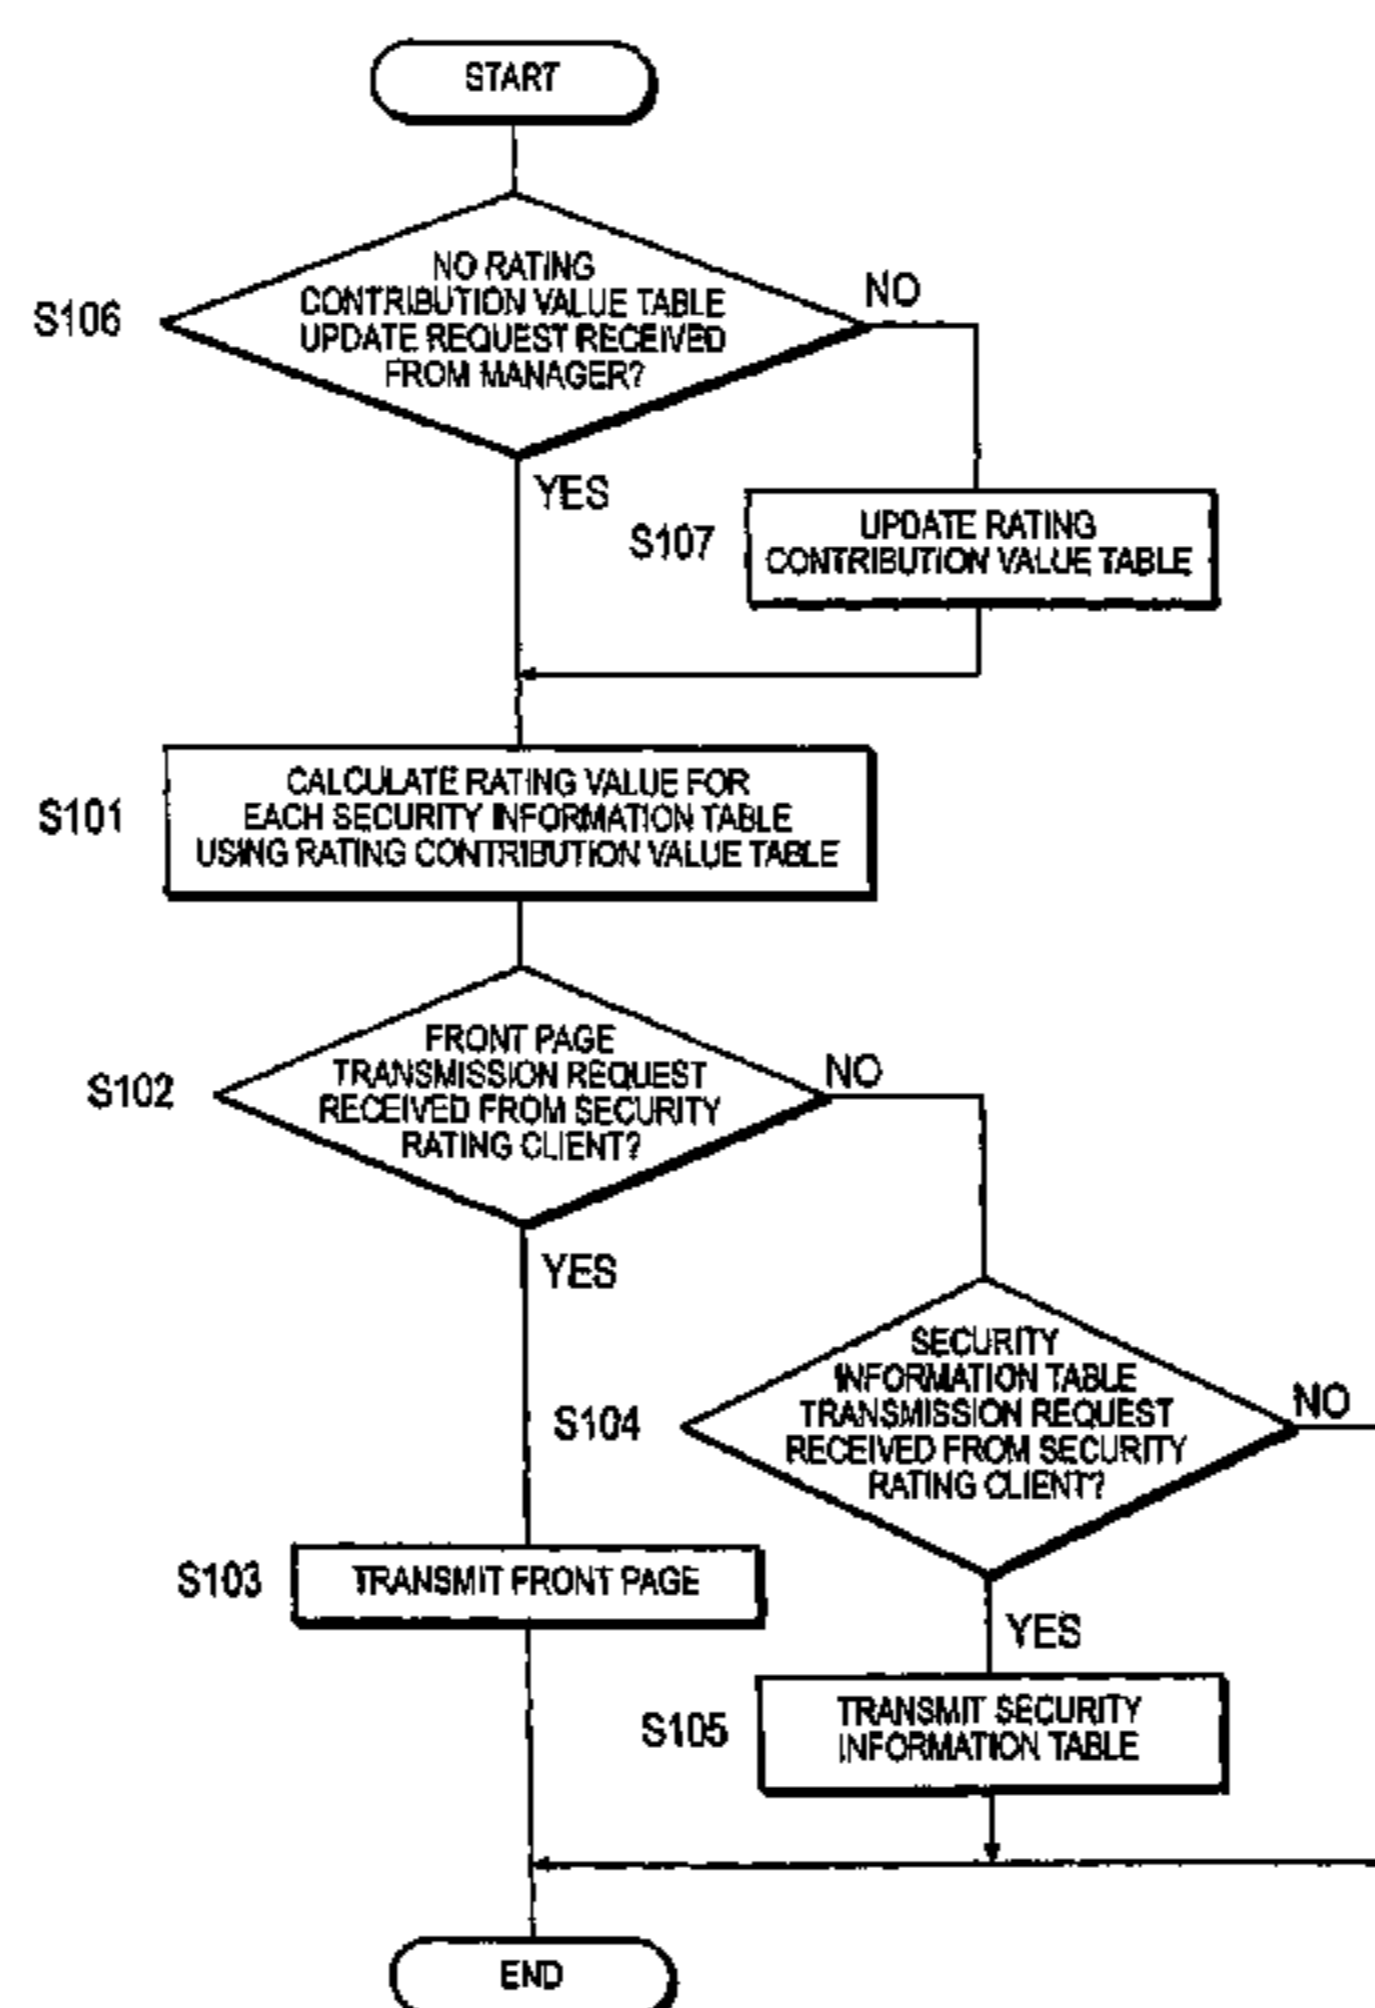 START
NO RATING
CONTRIBUTION VALUE TABLE
UPDATE REQUEST RECEIVED
FROM MANAGER?
S106
NO
YES
S107
UPDATE RATING
CONTRIBUTION VALUE TABLE
S101
CALCULATE RATING VALUE FOR
EACH SECURITY INFORMATION TABLE
USING RATING CONTRIBUTION VALUE TABLE
S102
FRONT PAGE
TRANSMISSION REQUEST
RECEIVED FROM SECURITY
RATING CLIENT?
NO
YES
S104
SECURITY
INFORMATION TABLE
TRANSMISSION REQUEST
RECEIVED FROM SECURITY
RATING CLIENT?
NO
S103
TRANSMIT FRONT PAGE
YES
S105
TRANSMIT SECURITY
INFORMATION TABLE
END